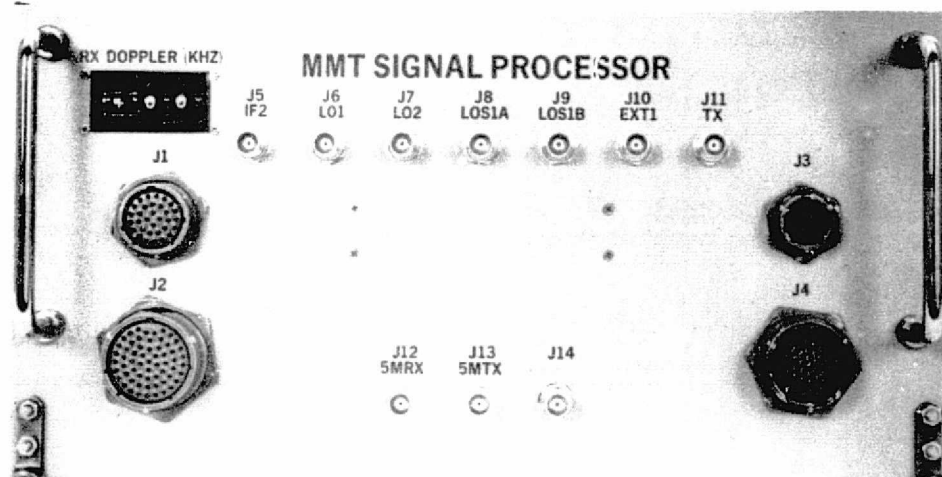 RX DOPPLER (KHZ)
MMT SIGNAL PROCESSOR
J5 J6 J7 J8 J9 J10 J11
IF2 LO1 LO2 LOS1A LOS1B EXT1 TX
J1
J3
J2
J4
J12 J13 J14
5MRX 5MTX